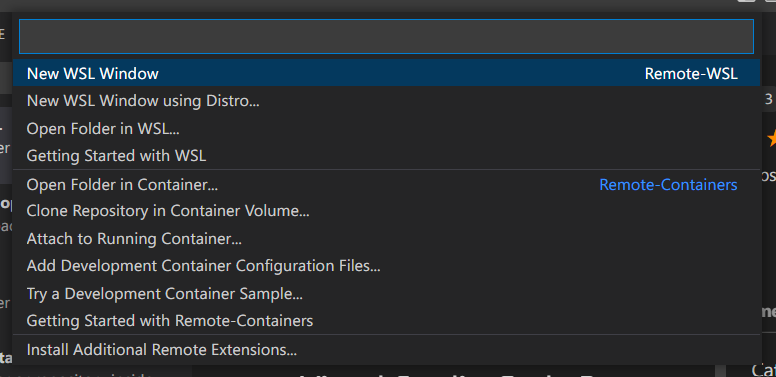 New WSL Window Remote-WSL
New WSL Window using Distro...
Open Folder in WSL...
Getting Started with WSL
Open Folder in Container... Remote-Containers
Clone Repository in Container Volume...
Attach to Running Container...
Add Development Container Configuration Files...
Try a Development Container Sample...
Getting Started with Remote-Containers
Install Additional Remote Extensions...
3